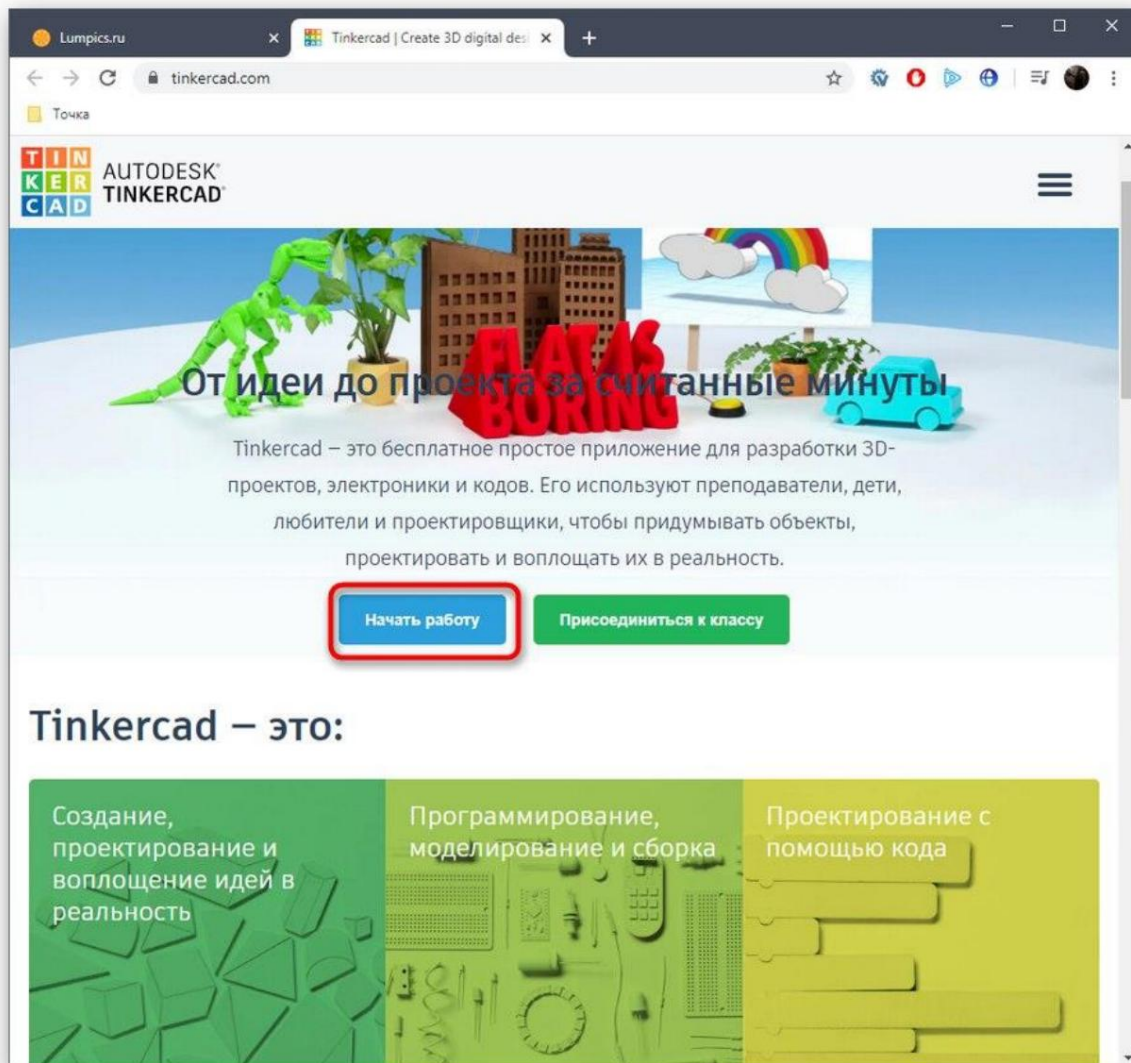 Lumpics.ru
Tinkercad | Create 3D digital des
tinkercad.com
Точка
TIN
KER
CAD
AUTODESK®
TINKERCAD®
FLAT IS
BORING
От идеи до проекта за считанные минуты
Tinkercad – это бесплатное простое приложение для разработки 3D-
проектов, электроники и кодов. Его используют преподаватели, дети,
любители и проектировщики, чтобы придумывать объекты,
проектировать и воплощать их в реальность.
Начать работу
Присоединиться к классу
Tinkercad – это:
Создание,
проектирование и
воплощение идей в
реальность
Программирование,
моделирование и сборка
Проектирование с
помощью кода